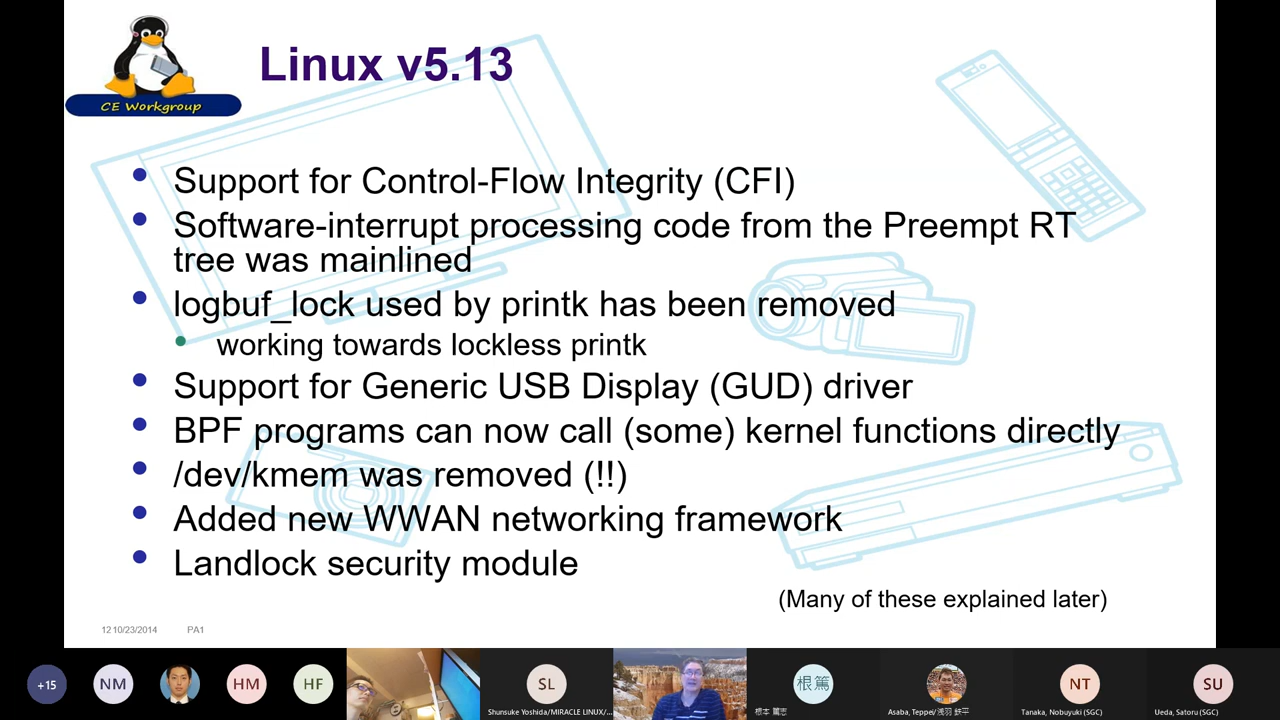 CE Workgroup
Linux v5.13
Support for Control-Flow Integrity (CFI)
Software-interrupt processing code from the Preempt RT
tree was mainlined
logbuf_lock used by printk has been removed
working towards lockless printk
Support for Generic USB Display (GUD) driver
BPF programs can now call (some) kernel functions directly
/dev/kmem was removed (!!)
Added new WWAN networking framework
Landlock security module
(Many of these explained later)
12 10/23/2014 PA1
+15 NM HM HF SL 根篤 NT SU
Shunsuke Yoshida/MIRACLE LINUX/... 根本 篤志 Asaba, Teppei/浅羽 鉄平 Tanaka, Nobuyuki (SGC) Ueda, Satoru (SGC)